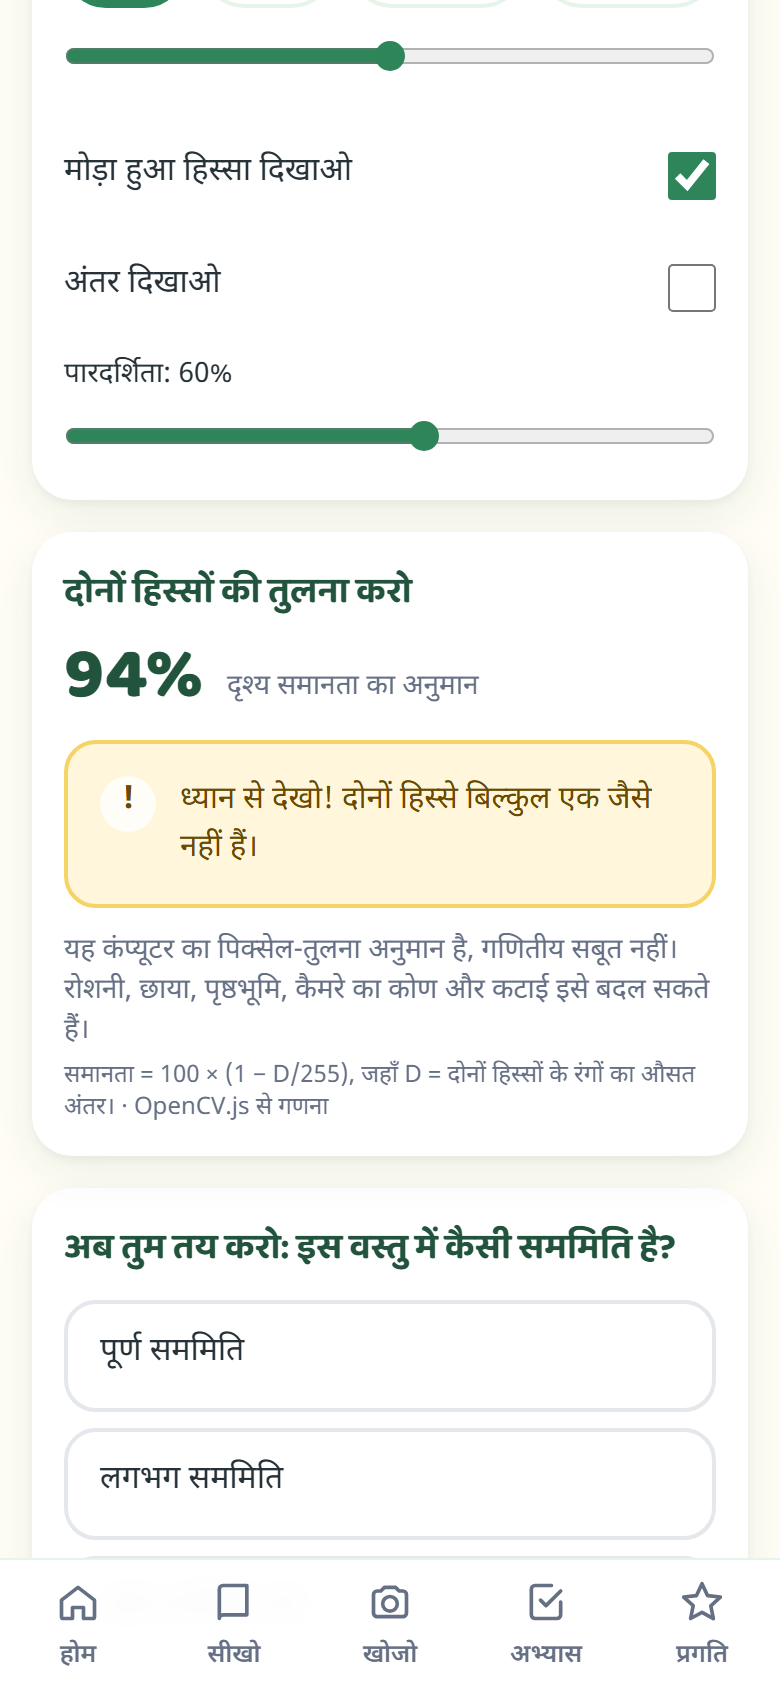 मोड़ा हुआ हिस्सा दिखाओ
अंतर दिखाओ
पारदर्शिता: 60%
दोनों हिस्सों की तुलना करो
94% दृश्य समानता का अनुमान
! ध्यान से देखो! दोनों हिस्से बिल्कुल एक जैसे
नहीं हैं।
यह कंप्यूटर का पिक्सेल-तुलना अनुमान है, गणितीय सबूत नहीं।
रोशनी, छाया, पृष्ठभूमि, कैमरे का कोण और कटाई इसे बदल सकते
हैं।
समानता = 100 × (1 − D/255), जहाँ D = दोनों हिस्सों के रंगों का औसत
अंतर। · OpenCV.js से गणना
अब तुम तय करो: इस वस्तु में कैसी सममिति है?
पूर्ण सममिति
लगभग सममिति
होम सीखो खोजो अभ्यास प्रगति